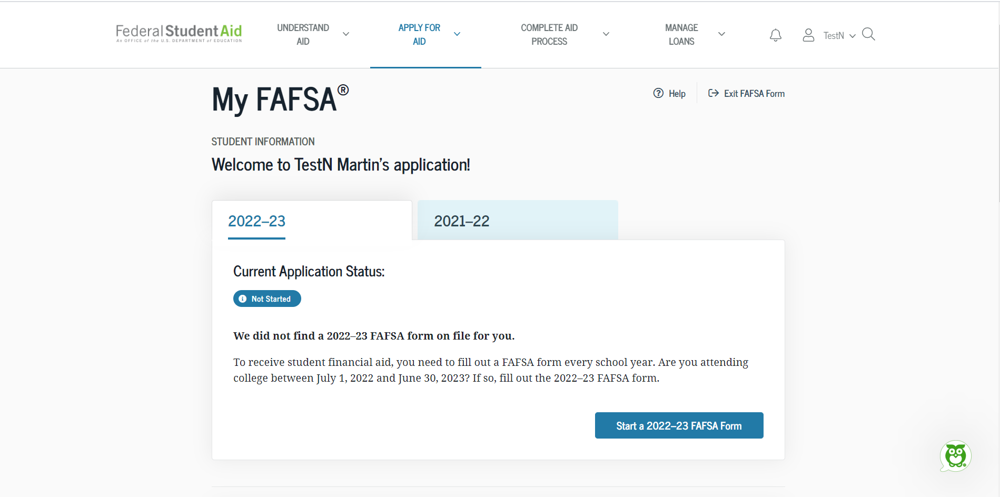 Federal Student Aid
An OFFICE of the U.S. DEPARTMENT of EDUCATION
UNDERSTAND
AID
APPLY FOR
AID
COMPLETE AID
PROCESS
MANAGE
LOANS
TestN
My FAFSA®
Help
Exit FAFSA Form
STUDENT INFORMATION
Welcome to TestN Martin’s application!
2022–23
2021–22
Current Application Status:
Not Started
We did not find a 2022–23 FAFSA form on file for you.
To receive student financial aid, you need to fill out a FAFSA form every school year. Are you attending
college between July 1, 2022 and June 30, 2023? If so, fill out the 2022–23 FAFSA form.
Start a 2022–23 FAFSA Form